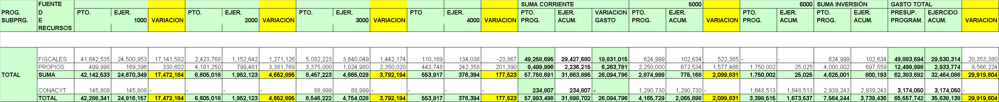 FUENTE SUMA CORRIENTE 5000 6000 SUMA INVERSIÓN GASTO TOTAL
PROG. D PTO. EJER. PTO. EJER. PTO. EJER. PTO EJER. PTO. EJER. VARIACION PTO. EJER. PTO. EJER. PTO. EJER. PRESUP. EJERCIDO
SUBPRG. E 1000 VARIACION 2000 VARIACION 3000 VARIACION 4000 VARIACION PROG. ACUM. GASTO PROG. ACUM. VARIACION PROG. ACUM. PROG. ACUM. PROGRAM. ACUM. VARIACION
RECURSOS
FISCALES 41,642,535 24,500,953 17,141,582 2,423,768 1,152,642 1,271,126 5,082,223 3,640,049 1,442,174 110,169 134,036 -23,867 49,258,695 29,427,680 19,831,015 624,999 102,634 522,365 - - 624,999 102,634 49,883,694 29,530,314 20,353,380
PROPIOS 499,998 169,396 330,602 4,181,250 799,481 3,381,769 3,375,000 1,024,980 2,350,020 443,748 242,358 201,390 8,499,996 2,236,215 6,263,781 2,250,000 672,534 1,577,466 1,750,002 25,025 4,000,002 697,559 12,499,998 2,933,774 9,566,224
TOTAL SUMA 42,142,533 24,670,349 17,472,184 6,605,018 1,952,123 4,652,895 8,457,223 4,665,029 3,792,194 553,917 376,394 177,523 57,758,691 31,663,895 26,094,796 2,874,999 775,168 2,099,831 1,750,002 25,025 4,625,001 800,193 62,383,692 32,464,088 29,919,604
CONACYT 145,808 145,808 - - - - 88,999 88,999 - - - - 234,807 234,807 - 1,290,730 1,290,730 - 1,648,513 1,648,513 2,939,243 2,939,243 3,174,050 3,174,050 -
TOTAL 42,288,341 24,816,157 17,472,184 6,605,018 1,952,123 4,652,895 8,546,222 4,754,028 3,792,194 553,917 376,394 177,523 57,993,498 31,898,702 26,094,796 4,165,729 2,065,898 2,099,831 3,398,515 1,673,537 7,564,244 3,739,436 65,557,742 35,638,138 29,919,604